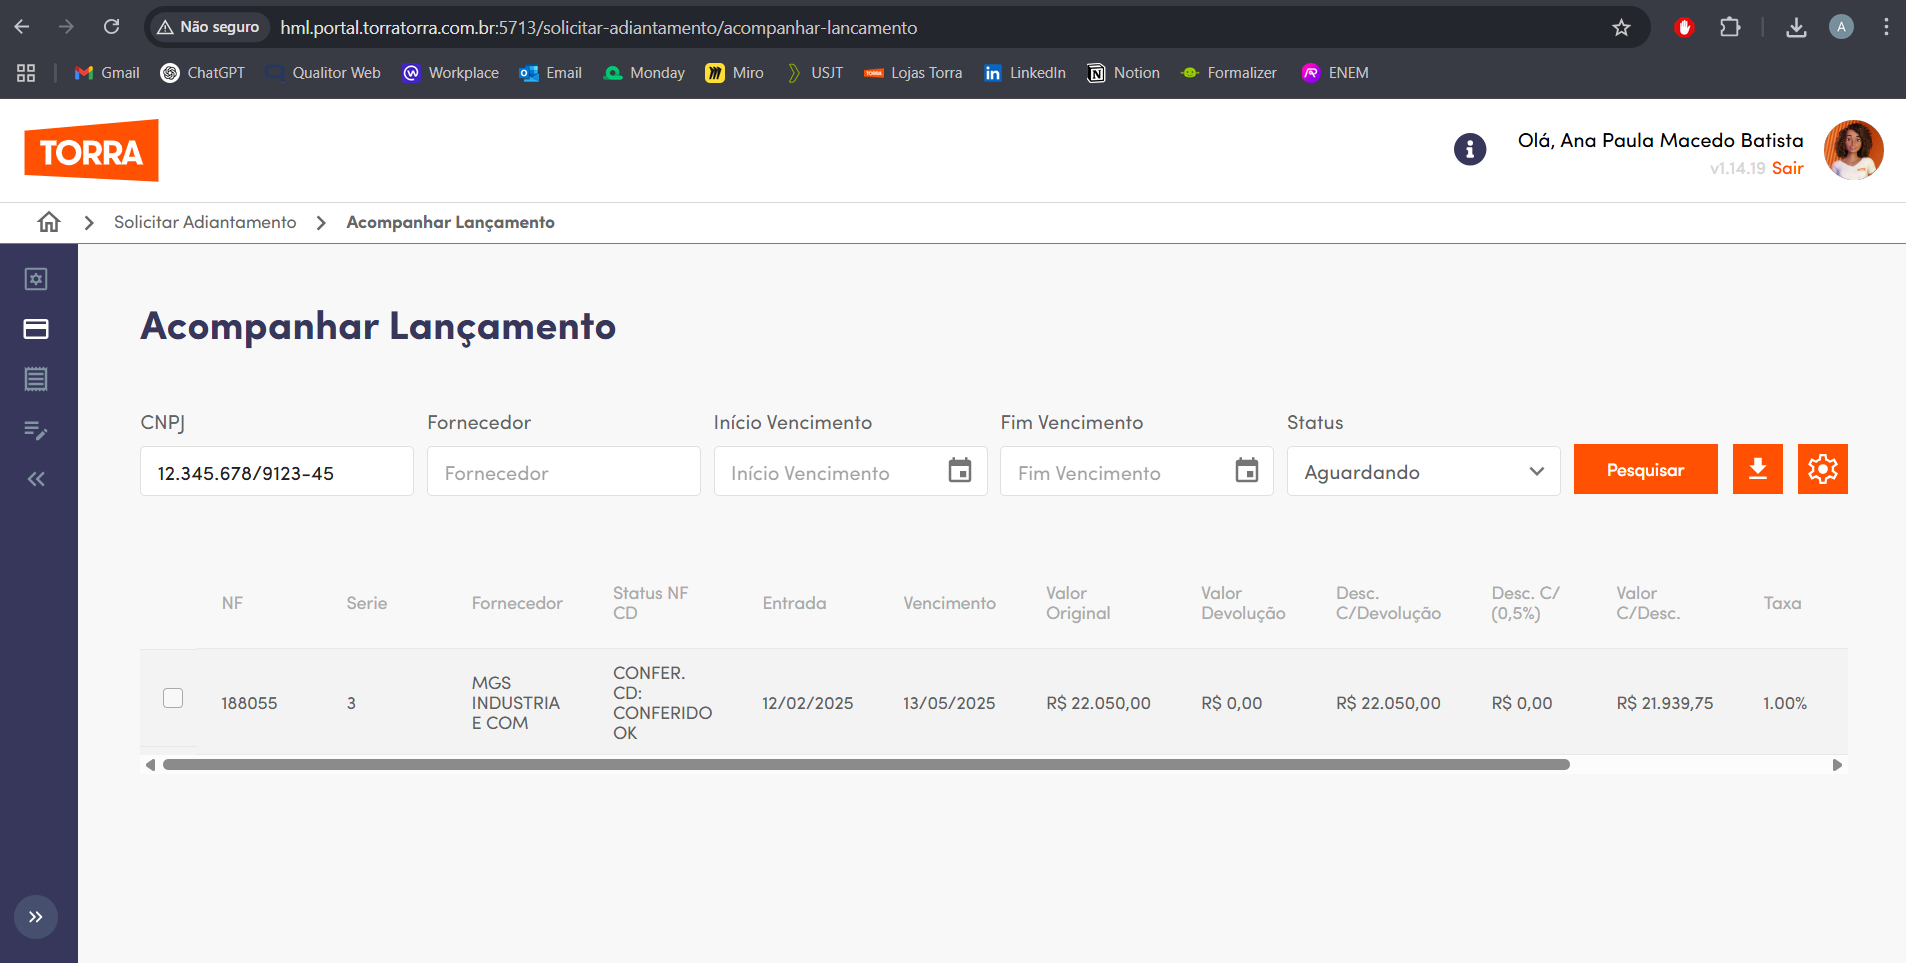 Não seguro hml.portal.torratorra.com.br:5713/solicitar-adiantamento/acompanhar-lancamento A
Gmail ChatGPT Qualitor Web Workplace Email Monday Miro USJT Lojas Torra LinkedIn Notion Formalizer ENEM
TORRA
Olá, Ana Paula Macedo Batista
v1.14.19 Sair
Solicitar Adiantamento Acompanhar Lançamento
Acompanhar Lançamento
CNPJ Fornecedor Início Vencimento Fim Vencimento Status
12.345.678/9123-45 Fornecedor Início Vencimento Fim Vencimento Aguardando Pesquisar
NF Serie Fornecedor Status NF CD Entrada Vencimento Valor Original Valor Devolução Desc. C/Devolução Desc. C/ (0,5%) Valor C/Desc. Taxa
188055 3 MGS INDUSTRIA E COM CONFER. CD: CONFERIDO OK 12/02/2025 13/05/2025 R$ 22.050,00 R$ 0,00 R$ 22.050,00 R$ 0,00 R$ 21.939,75 1.00%